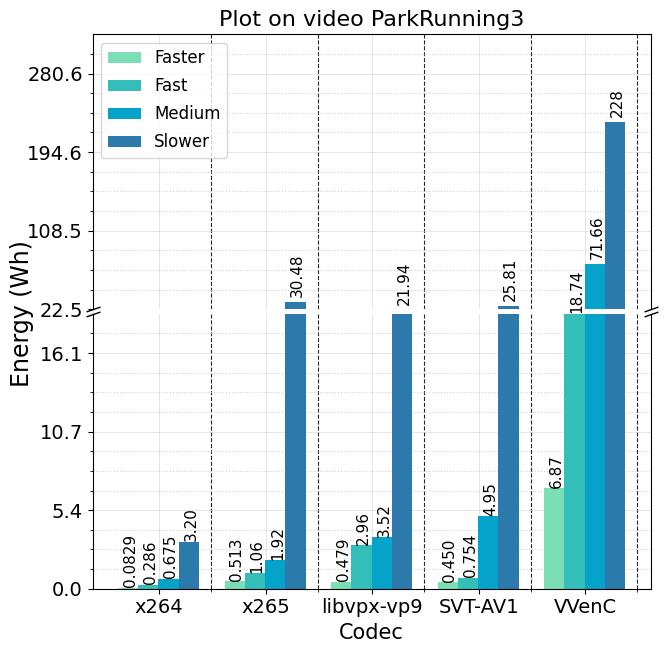 Plot on video ParkRunning3
Faster
Fast
Medium
Slower
280.6
194.6
108.5
22.5
16.1
10.7
5.4
0.0
Energy (Wh)
0.0829
0.286
0.675
3.20
0.513
1.06
1.92
30.48
0.479
2.96
3.52
21.94
0.450
0.754
4.95
25.81
6.87
18.74
71.66
228
x264
x265
libvpx-vp9
SVT-AV1
VVenC
Codec